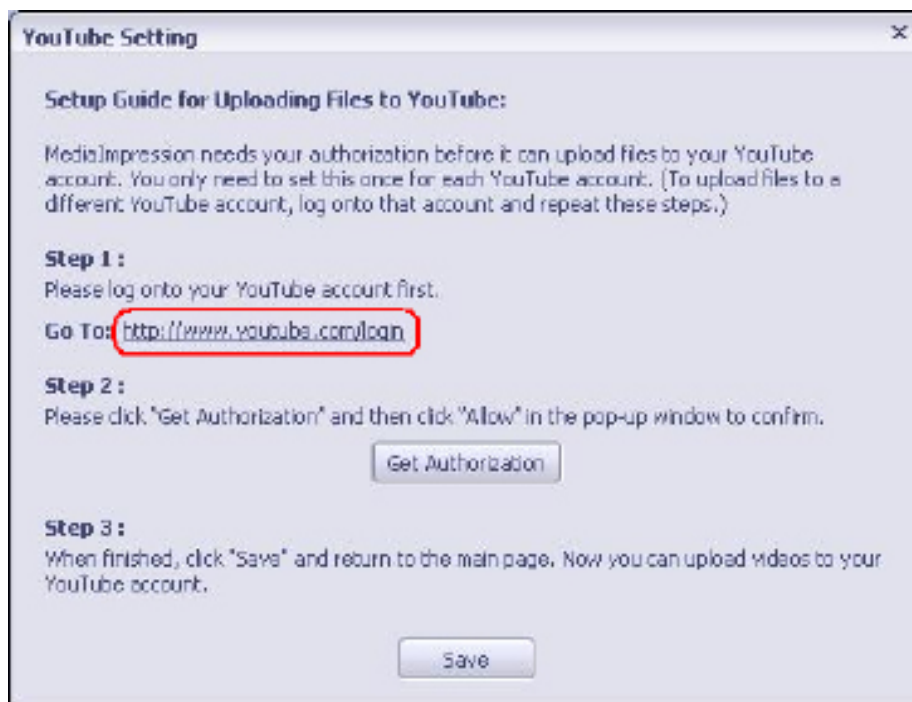 YouTube Setting
Setup Guide for Uploading Files to YouTube:
MediaImpression needs your authorization before it can upload files to your YouTube
account. You only need to set this once for each YouTube account. (To upload files to a
different YouTube account, log onto that account and repeat these steps.)
Step 1 :
Please log onto your YouTube account first.
Go To: http://www.youtube.com/login
Step 2 :
Please click "Get Authorization" and then click "Allow" in the pop-up window to confirm.
Get Authorization
Step 3 :
When finished, click "Save" and return to the main page. Now you can upload videos to your
YouTube account.
Save